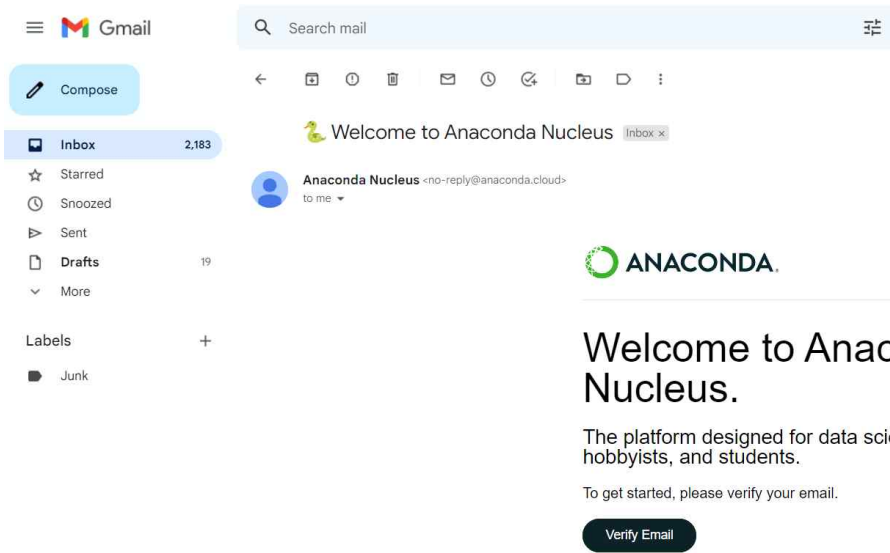 Gmail
Search mail
Compose
Inbox 2,183
Starred
Snoozed
Sent
Drafts 19
More
Labels
Junk
🐍 Welcome to Anaconda Nucleus Inbox ×
Anaconda Nucleus <no-reply@anaconda.cloud>
to me
ANACONDA.
Welcome to Anac
Nucleus.
The platform designed for data sci
hobbyists, and students.
To get started, please verify your email.
Verify Email